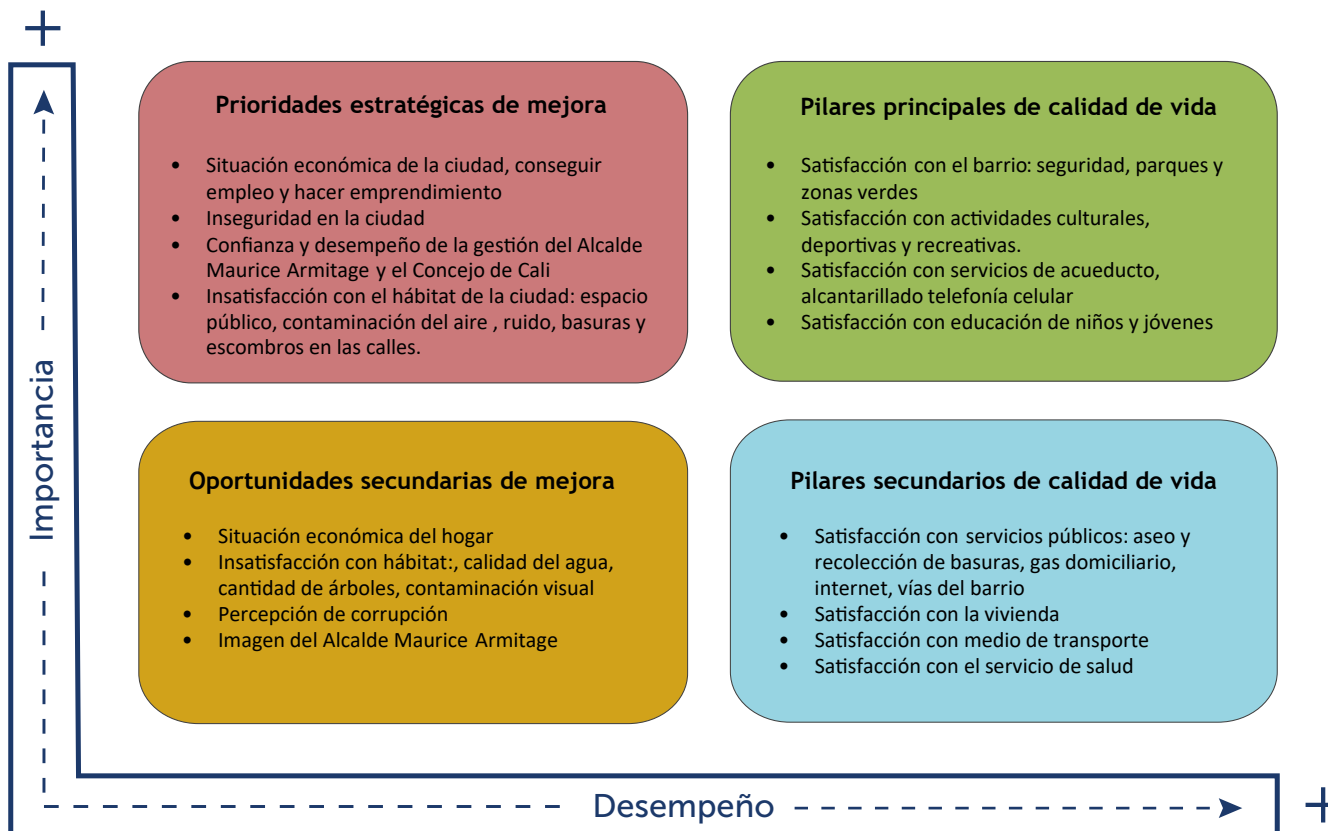 +
Prioridades estratégicas de mejora
• Situación económica de la ciudad, conseguir
empleo y hacer emprendimiento
• Inseguridad en la ciudad
• Confianza y desempeño de la gestión del Alcalde
Maurice Armitage y el Concejo de Cali
• Insatisfacción con el hábitat de la ciudad: espacio
público, contaminación del aire , ruido, basuras y
escombros en las calles.
Pilares principales de calidad de vida
• Satisfacción con el barrio: seguridad, parques y
zonas verdes
• Satisfacción con actividades culturales,
deportivas y recreativas.
• Satisfacción con servicios de acueducto,
alcantarillado telefonía celular
• Satisfacción con educación de niños y jóvenes
Importancia
Oportunidades secundarias de mejora
• Situación económica del hogar
• Insatisfacción con hábitat:, calidad del agua,
cantidad de árboles, contaminación visual
• Percepción de corrupción
• Imagen del Alcalde Maurice Armitage
Pilares secundarios de calidad de vida
• Satisfacción con servicios públicos: aseo y
recolección de basuras, gas domiciliario,
internet, vías del barrio
• Satisfacción con la vivienda
• Satisfacción con medio de transporte
• Satisfacción con el servicio de salud
Desempeño
+